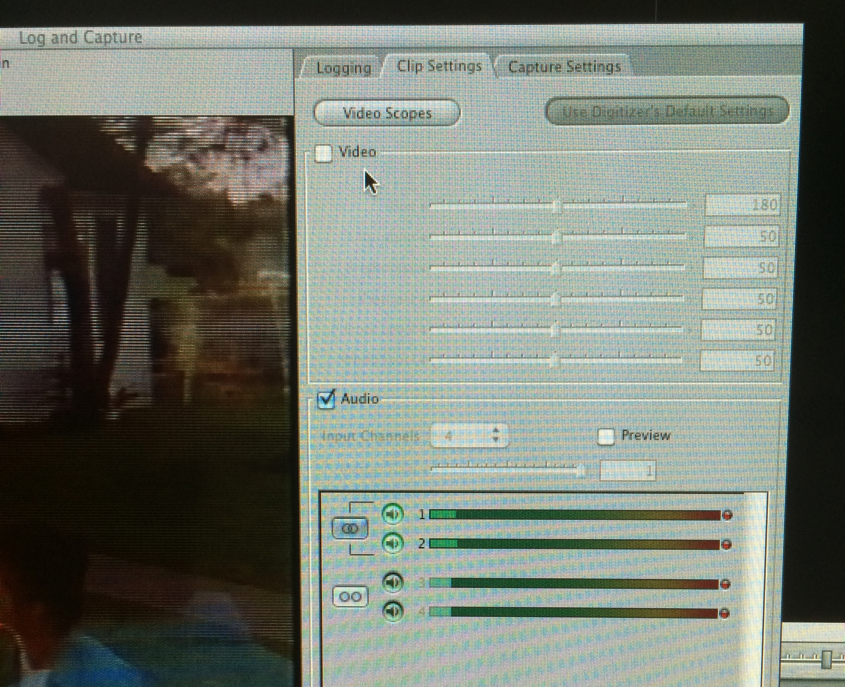 Log and Capture
n
Logging
Clip Settings
Capture Settings
Video Scopes
Use Digitizer's Default Settings
Video
180
50
50
50
50
50
Audio
Input Channels
4
Preview
1
1
2
3
4